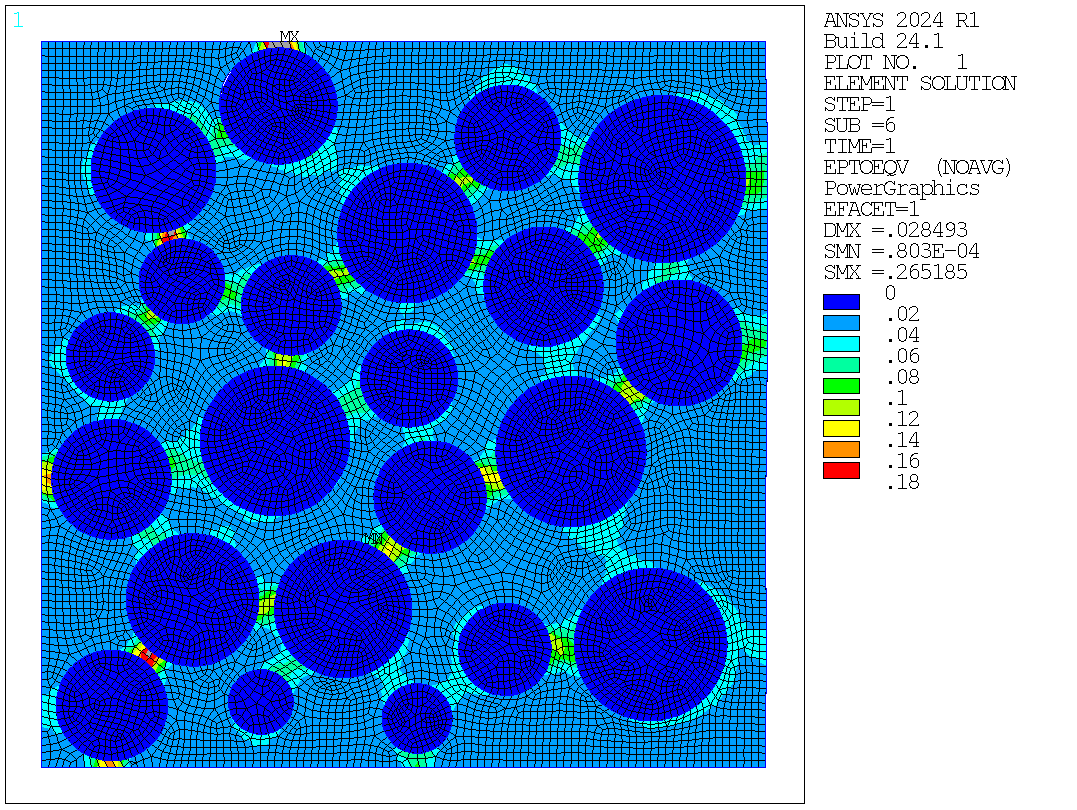 1
MX
MN
ANSYS 2024 R1
Build 24.1
PLOT NO.   1
ELEMENT SOLUTION
STEP=1
SUB =6
TIME=1
EPTOEQV  (NOAVG)
PowerGraphics
EFACET=1
DMX =.028493
SMN =.803E-04
SMX =.265185
0
.02
.04
.06
.08
.1
.12
.14
.16
.18